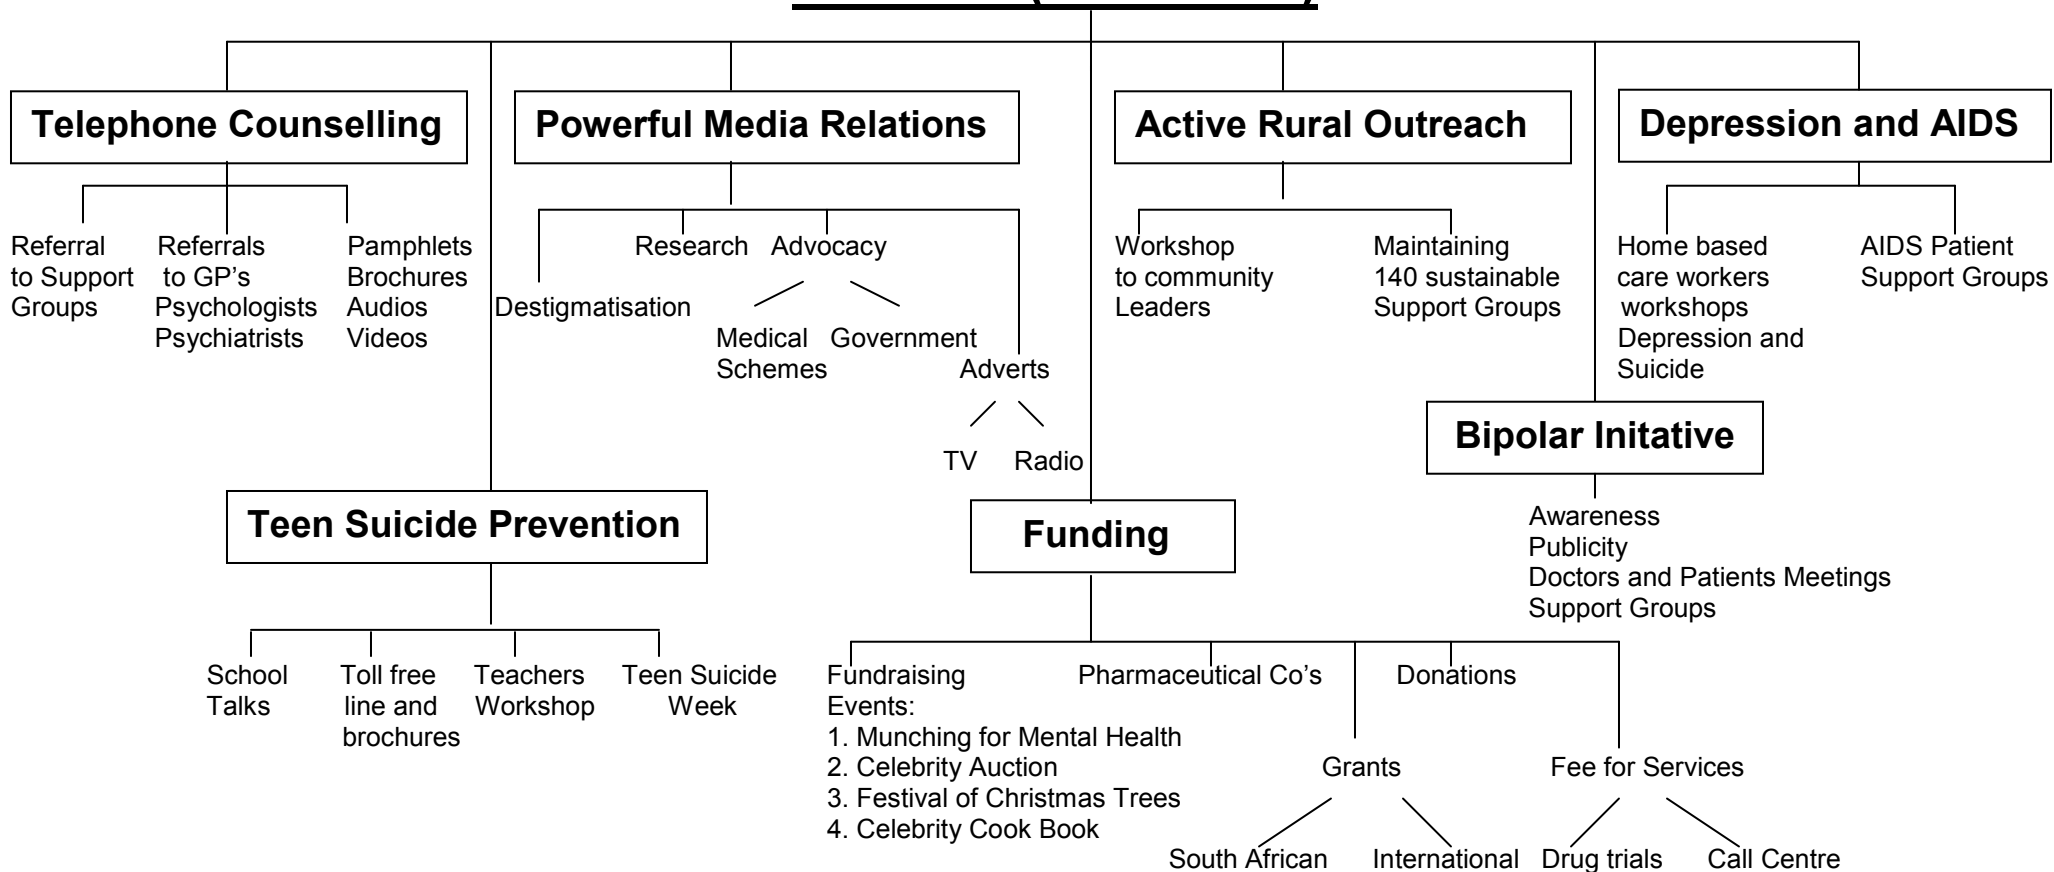 Telephone Counselling
Referral
to Support
Groups
Referrals
to GP's
Psychologists
Psychiatrists
Pamphlets
Brochures
Audios
Videos
Powerful Media Relations
Destigmatisation
Research
Advocacy
Medical
Schemes
Government
Adverts
TV
Radio
Active Rural Outreach
Workshop
to community
Leaders
Maintaining
140 sustainable
Support Groups
Depression and AIDS
Home based
care workers
workshops
Depression and
Suicide
AIDS Patient
Support Groups
Bipolar Initative
Awareness
Publicity
Doctors and Patients Meetings
Support Groups
Teen Suicide Prevention
School
Talks
Toll free
line and
brochures
Teachers
Workshop
Teen Suicide
Week
Funding
Fundraising
Events:
1. Munching for Mental Health
2. Celebrity Auction
3. Festival of Christmas Trees
4. Celebrity Cook Book
Pharmaceutical Co's
Grants
South African
International
Donations
Fee for Services
Drug trials
Call Centre